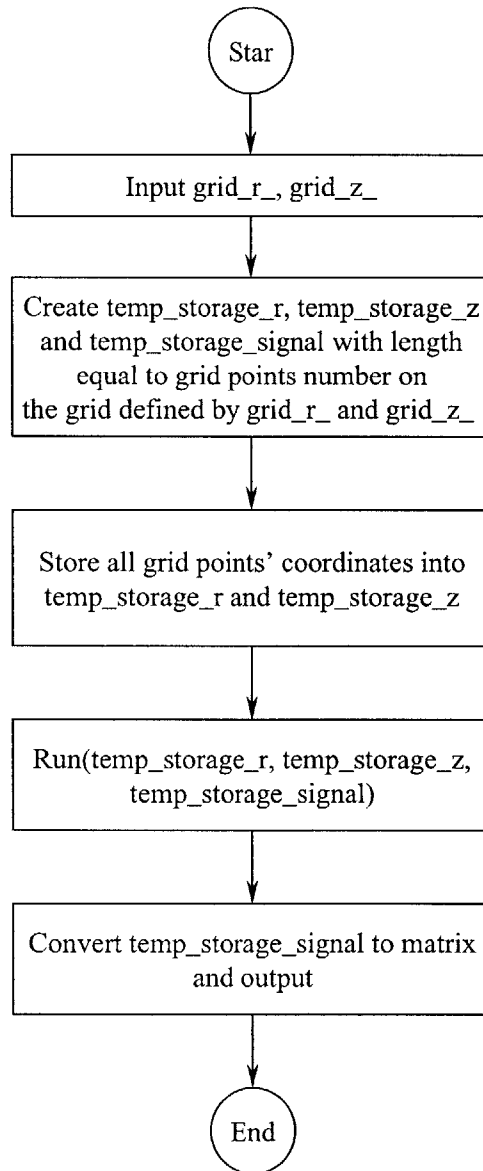 Star
Input grid_r_, grid_z_
Create temp_storage_r, temp_storage_z
and temp_storage_signal with length
equal to grid points number on
the grid defined by grid_r_ and grid_z_
Store all grid points’ coordinates into
temp_storage_r and temp_storage_z
Run(temp_storage_r, temp_storage_z,
temp_storage_signal)
Convert temp_storage_signal to matrix
and output
End